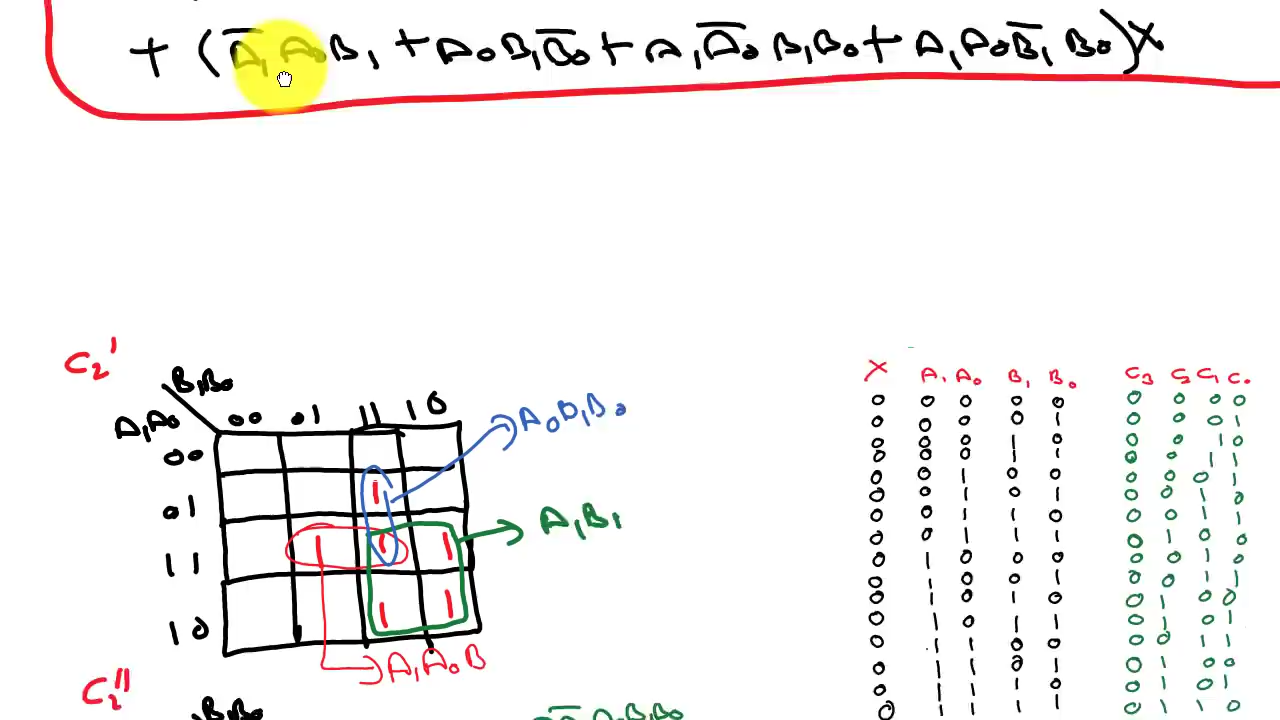 + (A̅₁A₀B₁ + A₀B₁B̅₀ + A₁A̅₀B₁B₀ + A₁A₀B̅₁B₀)X
C₂'
B₁B₀
A₁A₀
00 01 11 10
00
01 1
11 1 1 1
10 1 1
A₀B₁B₀
A₁B₁
A₁A₀B
C₂''
B₁B₀
A₀B₁B₀
X A₁ A₀ B₁ B₀ C₃ C₂ C₁ C₀
0 0 0 0 0 0 0 0 0
0 0 0 0 1 0 0 0 1
0 0 0 1 0 0 0 1 0
0 0 0 1 1 0 0 1 1
0 0 1 0 0 0 0 0 1
0 0 1 0 1 0 0 1 0
0 0 1 1 0 0 0 1 1
0 0 1 1 1 0 1 0 0
0 1 0 0 0 0 0 1 0
0 1 0 0 1 0 0 1 1
0 1 0 1 0 0 1 0 0
0 1 0 1 1 0 1 0 1
0 1 1 0 0 0 0 1 1
0 1 1 0 1 0 1 0 0
0 1 1 1 0 0 1 0 1
0 1 1 1 1 0 1 1 0